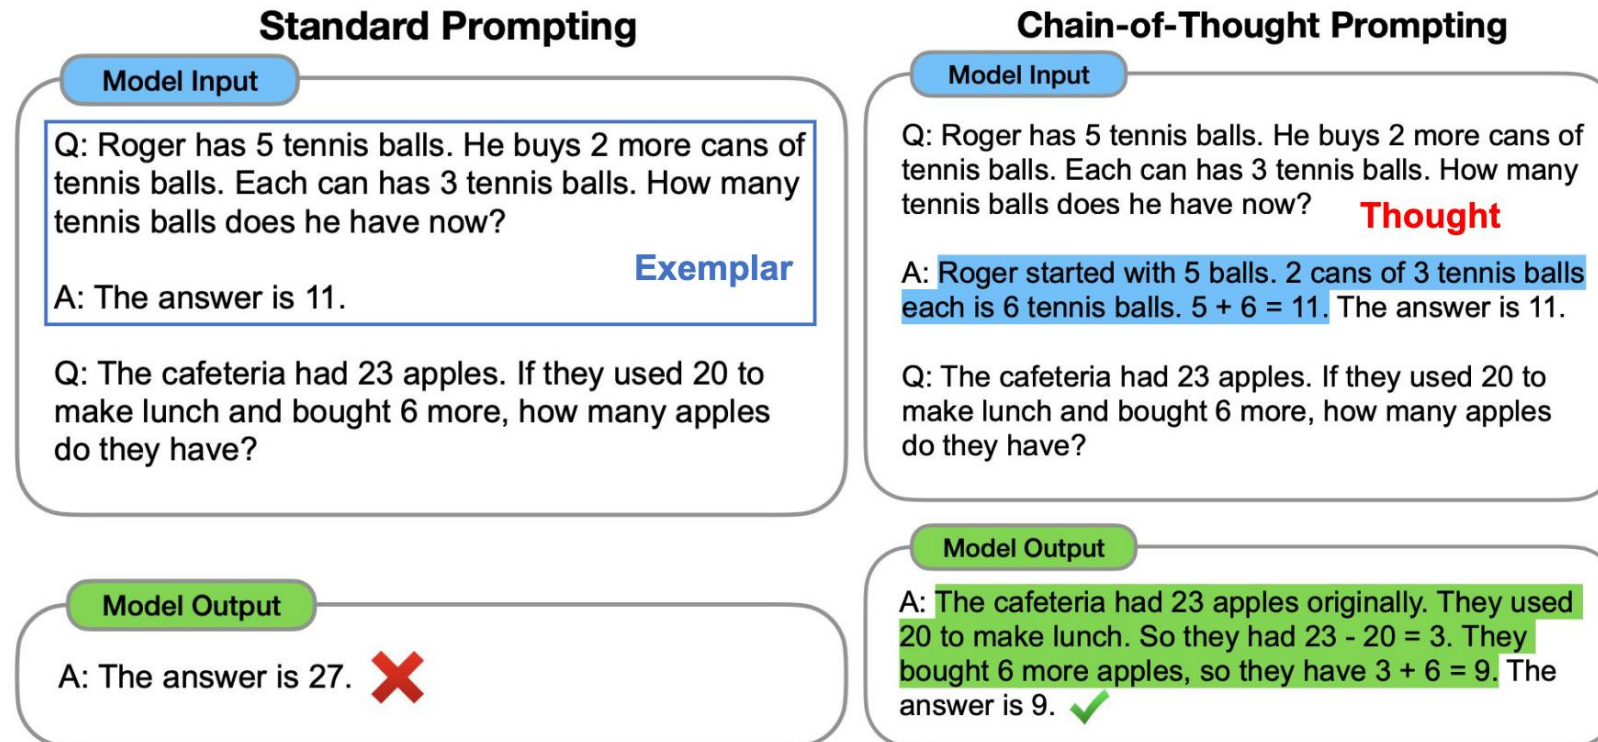 Standard Prompting
Model Input
Q: Roger has 5 tennis balls. He buys 2 more cans of
tennis balls. Each can has 3 tennis balls. How many
tennis balls does he have now?
Exemplar
A: The answer is 11.
Q: The cafeteria had 23 apples. If they used 20 to
make lunch and bought 6 more, how many apples
do they have?
Model Output
A: The answer is 27.
Chain-of-Thought Prompting
Model Input
Q: Roger has 5 tennis balls. He buys 2 more cans of
tennis balls. Each can has 3 tennis balls. How many
tennis balls does he have now?
Thought
A: Roger started with 5 balls. 2 cans of 3 tennis balls
each is 6 tennis balls. 5 + 6 = 11. The answer is 11.
Q: The cafeteria had 23 apples. If they used 20 to
make lunch and bought 6 more, how many apples
do they have?
Model Output
A: The cafeteria had 23 apples originally. They used
20 to make lunch. So they had 23 - 20 = 3. They
bought 6 more apples, so they have 3 + 6 = 9. The
answer is 9.